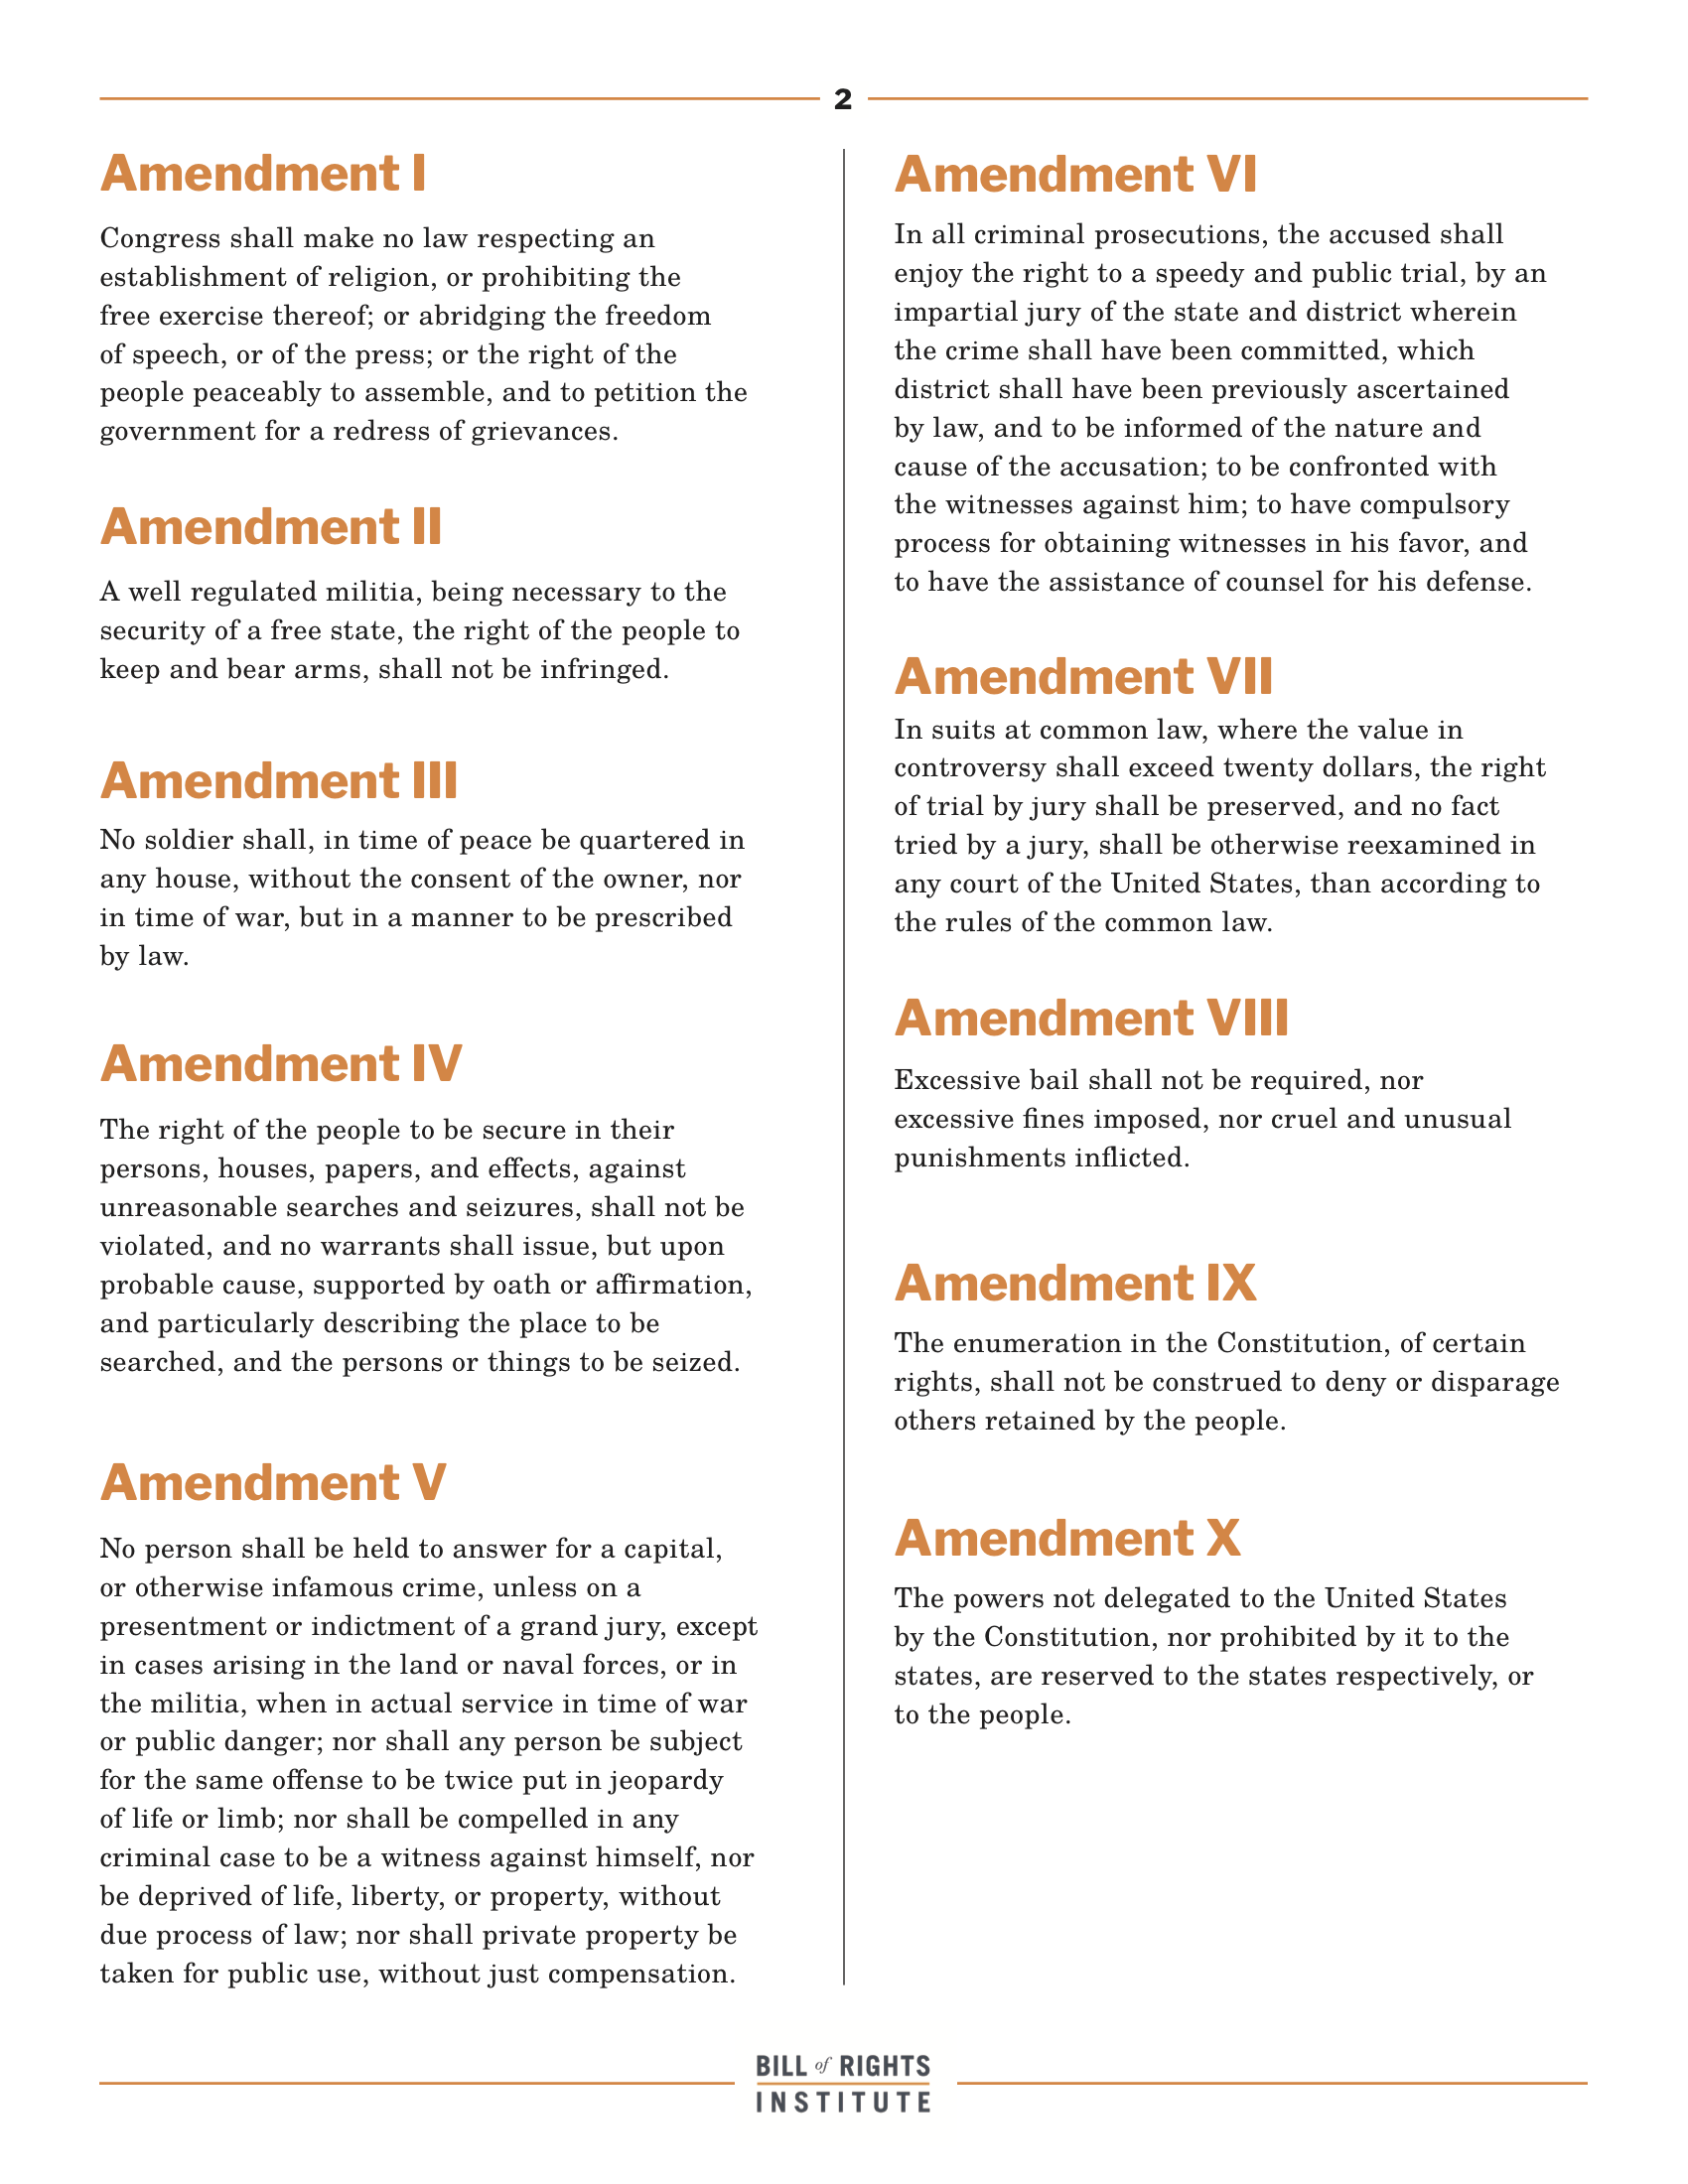 2
Amendment I
Congress shall make no law respecting an
establishment of religion, or prohibiting the
free exercise thereof; or abridging the freedom
of speech, or of the press; or the right of the
people peaceably to assemble, and to petition the
government for a redress of grievances.
Amendment II
A well regulated militia, being necessary to the
security of a free state, the right of the people to
keep and bear arms, shall not be infringed.
Amendment III
No soldier shall, in time of peace be quartered in
any house, without the consent of the owner, nor
in time of war, but in a manner to be prescribed
by law.
Amendment IV
The right of the people to be secure in their
persons, houses, papers, and effects, against
unreasonable searches and seizures, shall not be
violated, and no warrants shall issue, but upon
probable cause, supported by oath or affirmation,
and particularly describing the place to be
searched, and the persons or things to be seized.
Amendment V
No person shall be held to answer for a capital,
or otherwise infamous crime, unless on a
presentment or indictment of a grand jury, except
in cases arising in the land or naval forces, or in
the militia, when in actual service in time of war
or public danger; nor shall any person be subject
for the same offense to be twice put in jeopardy
of life or limb; nor shall be compelled in any
criminal case to be a witness against himself, nor
be deprived of life, liberty, or property, without
due process of law; nor shall private property be
taken for public use, without just compensation.
Amendment VI
In all criminal prosecutions, the accused shall
enjoy the right to a speedy and public trial, by an
impartial jury of the state and district wherein
the crime shall have been committed, which
district shall have been previously ascertained
by law, and to be informed of the nature and
cause of the accusation; to be confronted with
the witnesses against him; to have compulsory
process for obtaining witnesses in his favor, and
to have the assistance of counsel for his defense.
Amendment VII
In suits at common law, where the value in
controversy shall exceed twenty dollars, the right
of trial by jury shall be preserved, and no fact
tried by a jury, shall be otherwise reexamined in
any court of the United States, than according to
the rules of the common law.
Amendment VIII
Excessive bail shall not be required, nor
excessive fines imposed, nor cruel and unusual
punishments inflicted.
Amendment IX
The enumeration in the Constitution, of certain
rights, shall not be construed to deny or disparage
others retained by the people.
Amendment X
The powers not delegated to the United States
by the Constitution, nor prohibited by it to the
states, are reserved to the states respectively, or
to the people.
BILL of RIGHTS
INSTITUTE